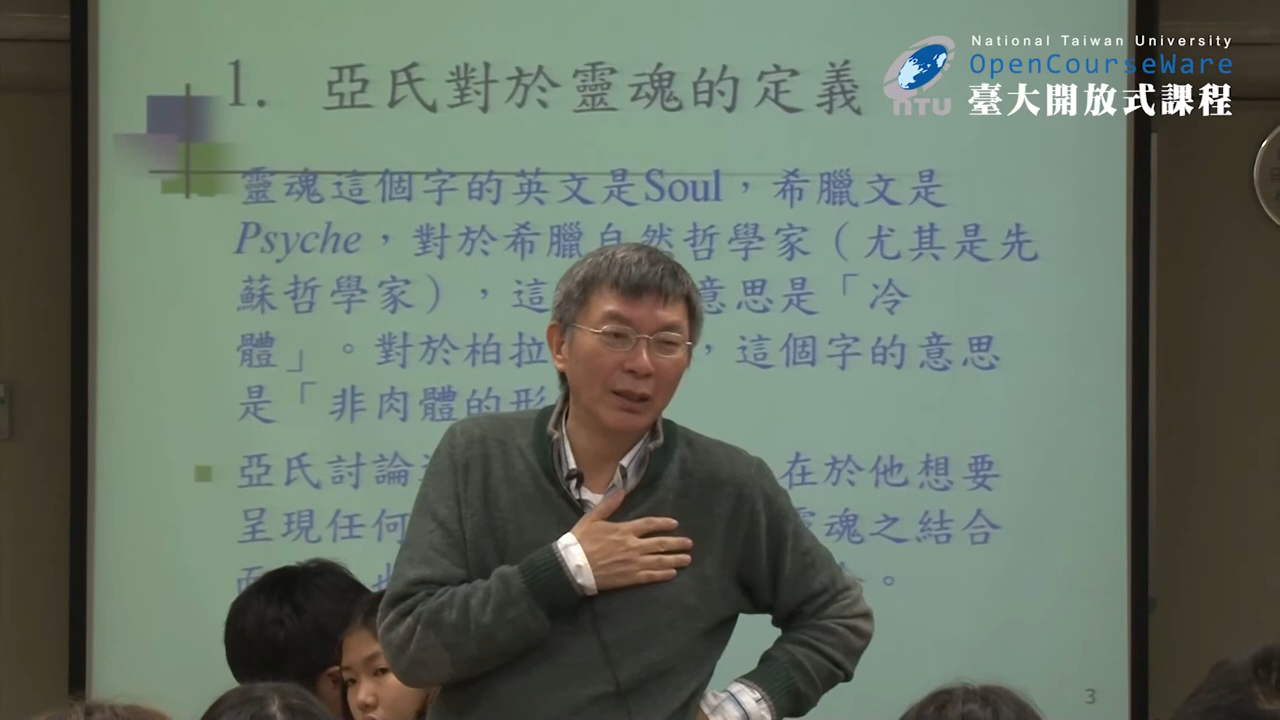 National Taiwan University
OpenCourseWare
臺大開放式課程
NTU
1. 亞氏對於靈魂的定義
靈魂這個字的英文是Soul，希臘文是
Psyche，對於希臘自然哲學家（尤其是先
蘇哲學家），這 意思是「冷
體」。對於柏拉 ，這個字的意思
是「非肉體的形
亞氏討論 在於他想要
呈現任何 靈魂之結合
。
3